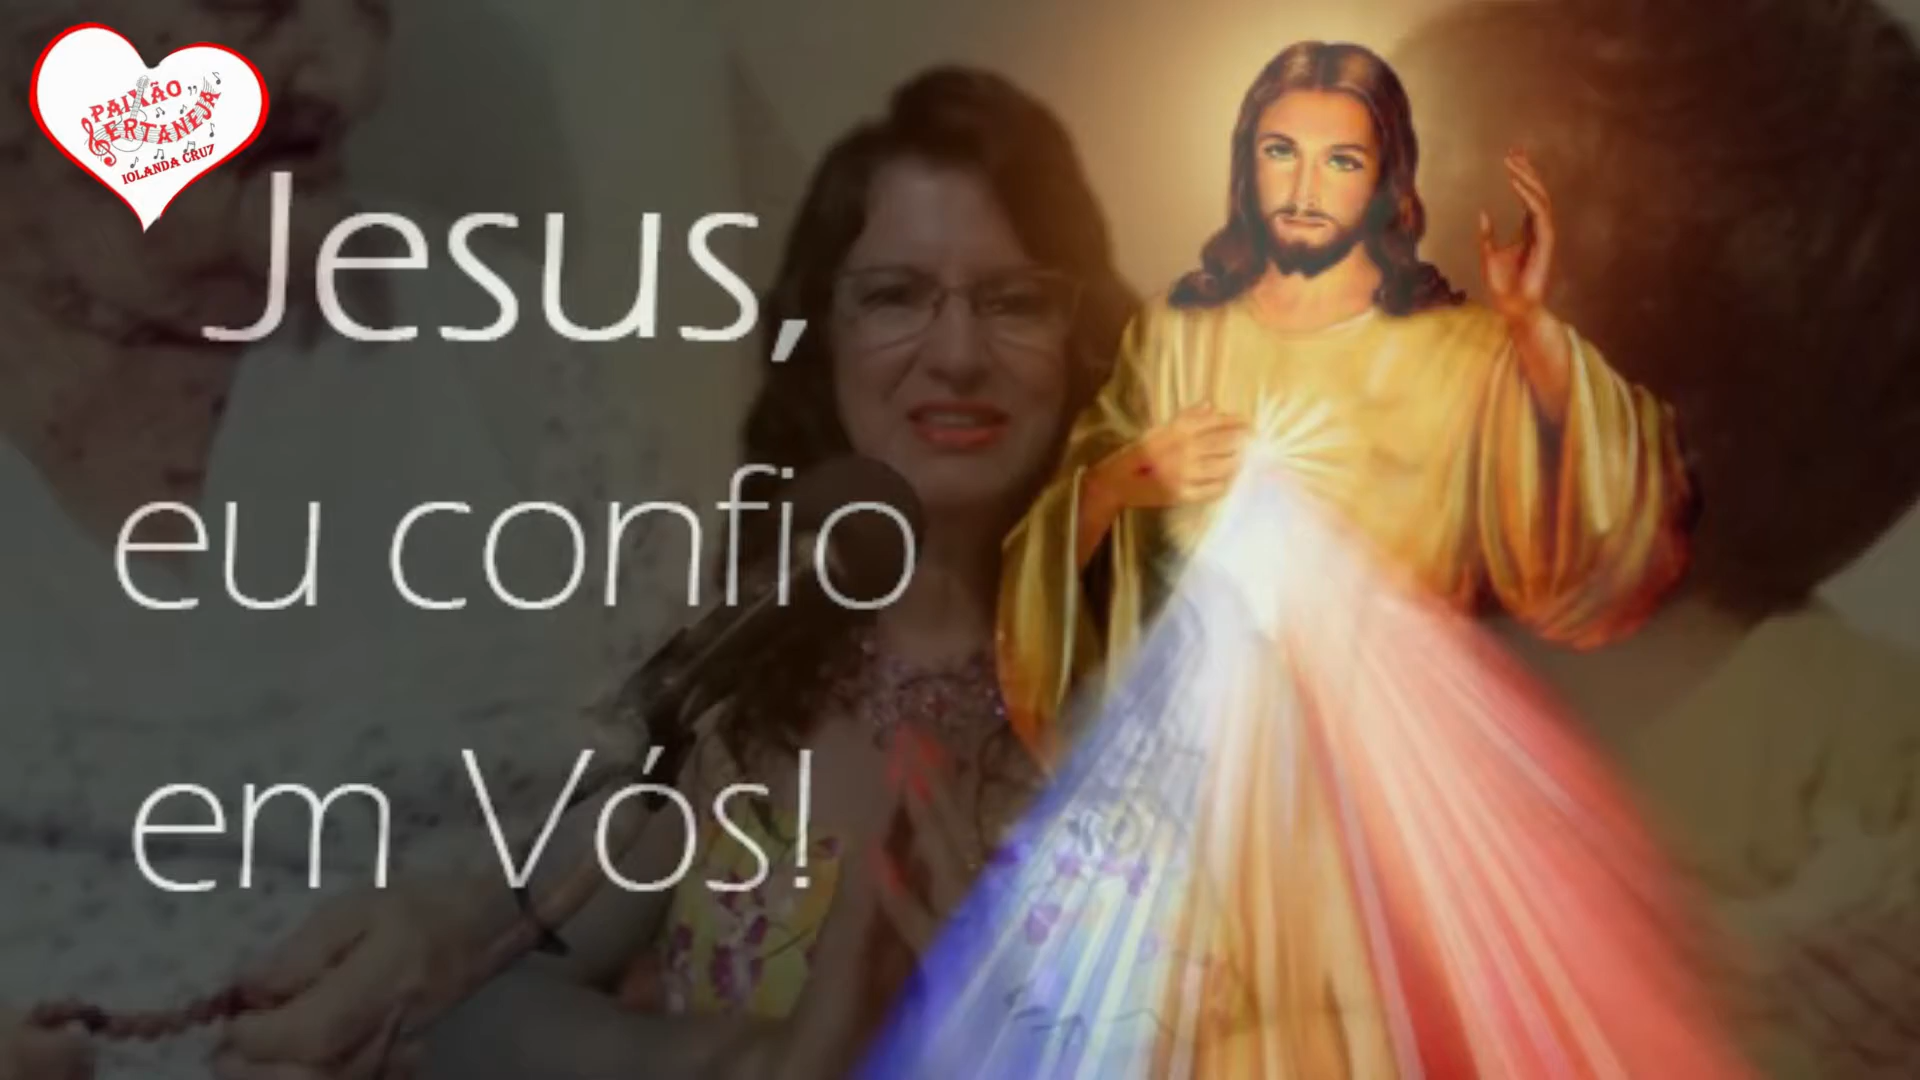 PAIXÃO
SERTANEJA
IOLANDA CRUZ
Jesus,
eu confio
em Vós!